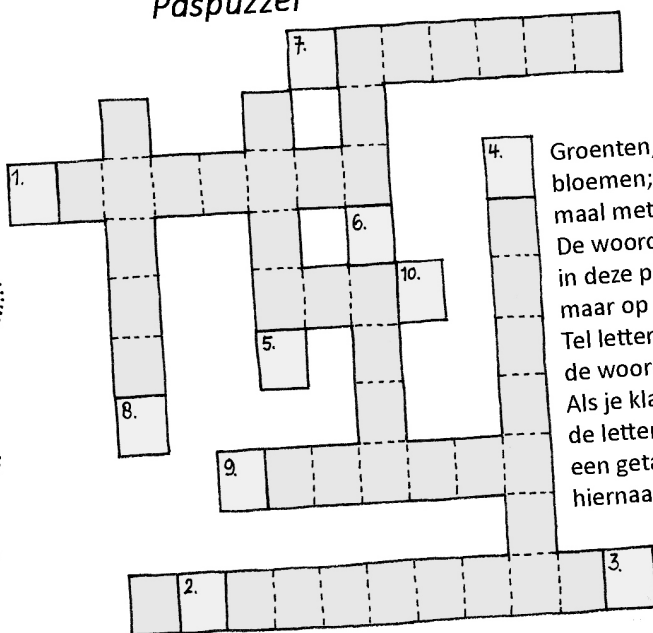 Paspuzzel
7.
4.
Groenten,
bloemen;
1.
maal met
6.
De woord
in deze p
10.
maar op
5.
Tel letter
de woor
8.
Als je kla
de letter
9.
een geta
hiernaa
2.
3.